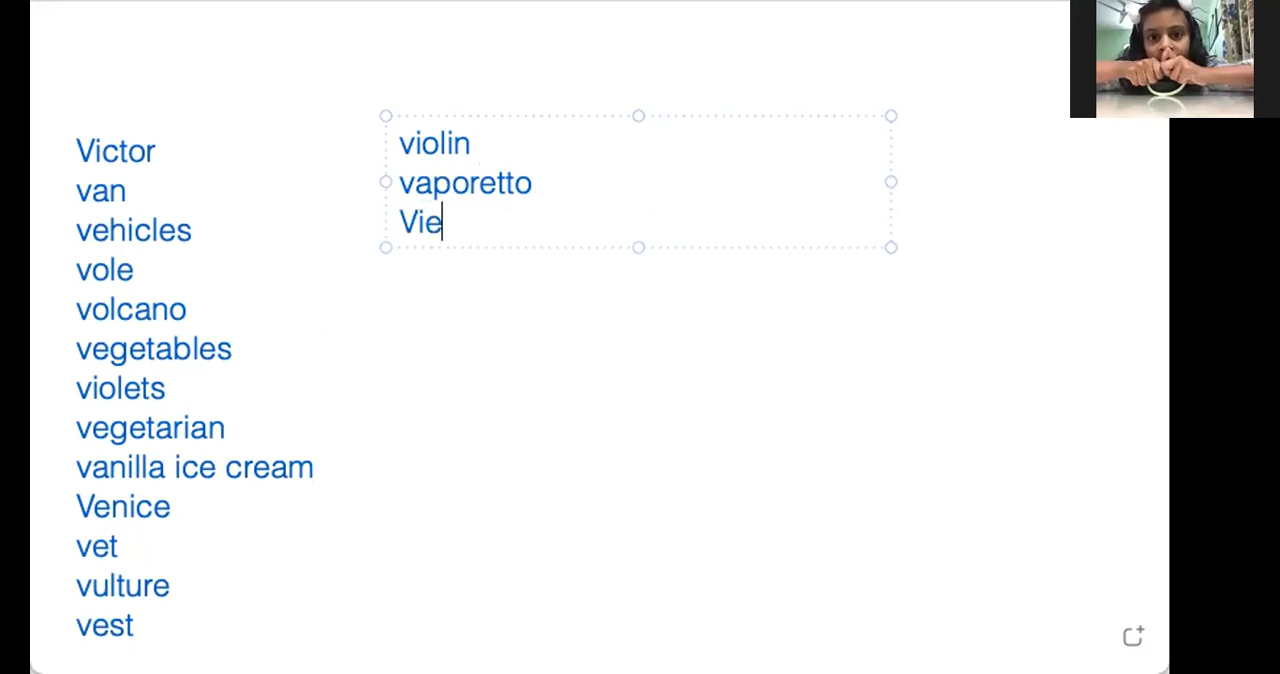 Victor
van
vehicles
vole
volcano
vegetables
violets
vegetarian
vanilla ice cream
Venice
vet
vulture
vest
violin
vaporetto
Vie